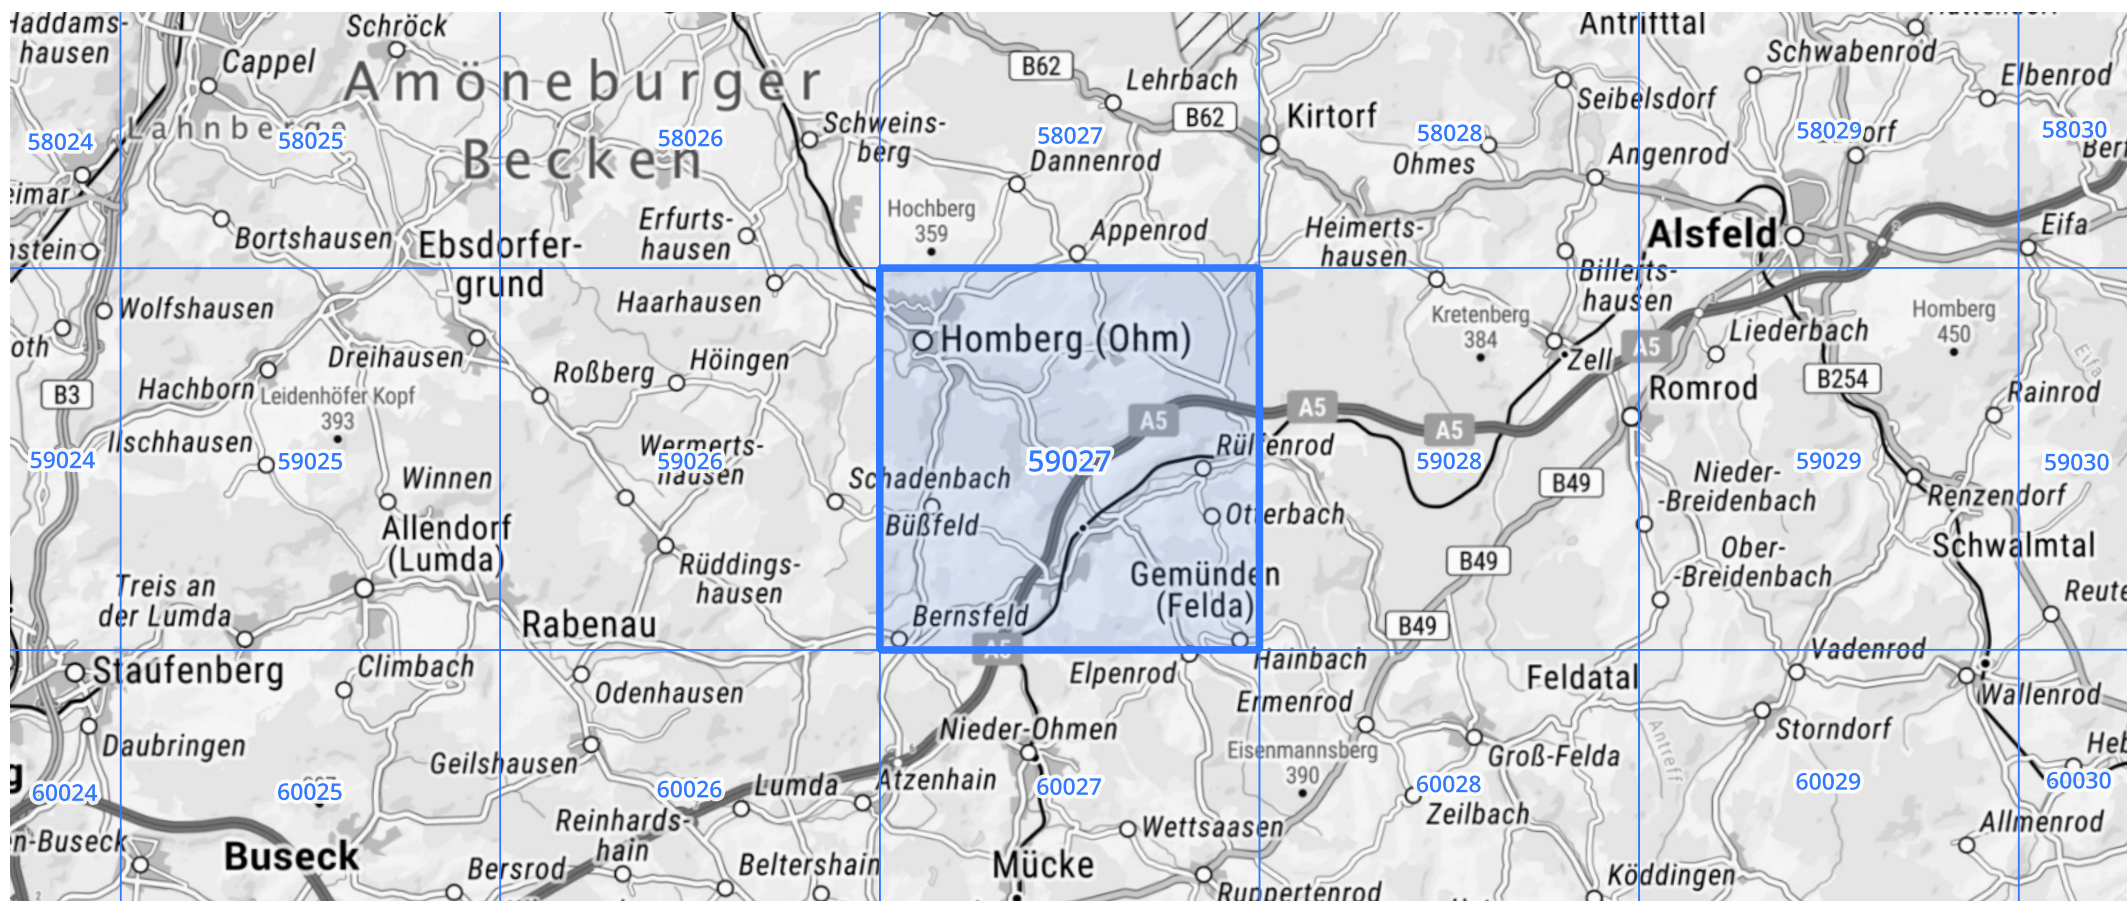 Haddams-
hausen
Schröck
Cappel
Amöneburger
Becken
Lahnberge
58024
58025
58026
58027
58028
58029
58030
B62
Lehrbach
B62
Kirtorf
Antrifttal
Schwabenrod
Elbenrod
Seibelsdorf
Schweins-
berg
Dannenrod
Ohmes
Angenrod
Hochberg
359
Appenrod
Erfurts-
hausen
Bortshausen
Ebsdorfer-
grund
Heimerts-
hausen
Alsfeld
Eifa
Billerts-
hausen
Wolfshausen
Haarhausen
Homberg (Ohm)
Kretenberg
384
Zell
A5
Liederbach
Homberg
450
Eifa
Dreihausen
Roßberg
Höingen
Hachborn
Leidenhöfer Kopf
393
B3
Romrod
B254
Rainrod
A5
A5
A5
Ilschhausen
Wermerts-
hausen
Rülfenrod
59024
59025
59026
59027
59028
59029
59030
Winnen
Schadenbach
B49
Nieder-
-Breidenbach
Renzendorf
Allendorf
(Lumda)
Büßfeld
Otterbach
Rüddings-
hausen
B49
Ober-
-Breidenbach
Schwalmtal
Treis an
der Lumda
Gemünden
(Felda)
Rabenau
Bernsfeld
B49
A5
Vadenrod
Staufenberg
Climbach
Odenhausen
Elpenrod
Hainbach
Ermenrod
Feldatal
Wallenrod
Storndorf
Daubringen
Geilshausen
Nieder-Ohmen
Eisenmannsberg
390
Groß-Felda
Antreff
Lumda
Atzenhain
60024
60025
60026
60027
60028
60029
60030
Zeilbach
Reinhards-
hain
Wettsaasen
Allmenrod
Buseck
Bersrod
Beltershain
Mücke
Ruppertenrod
Köddingen